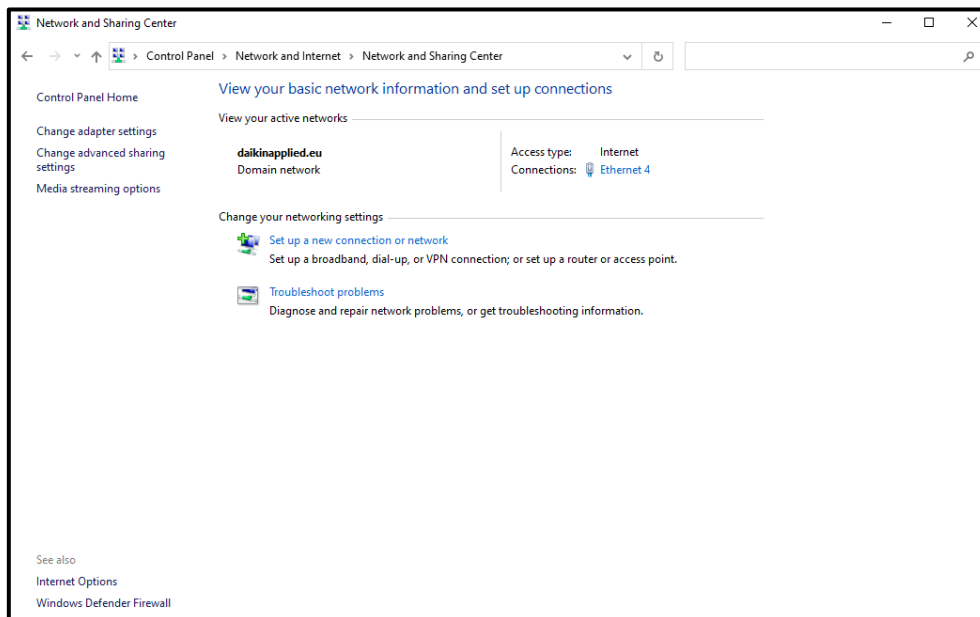 Network and Sharing Center
Control Panel > Network and Internet > Network and Sharing Center
Control Panel Home
Change adapter settings
Change advanced sharing
settings
Media streaming options
View your basic network information and set up connections
View your active networks
daikinapplied.eu
Domain network
Access type: Internet
Connections: Ethernet 4
Change your networking settings
Set up a new connection or network
Set up a broadband, dial-up, or VPN connection; or set up a router or access point.
Troubleshoot problems
Diagnose and repair network problems, or get troubleshooting information.
See also
Internet Options
Windows Defender Firewall